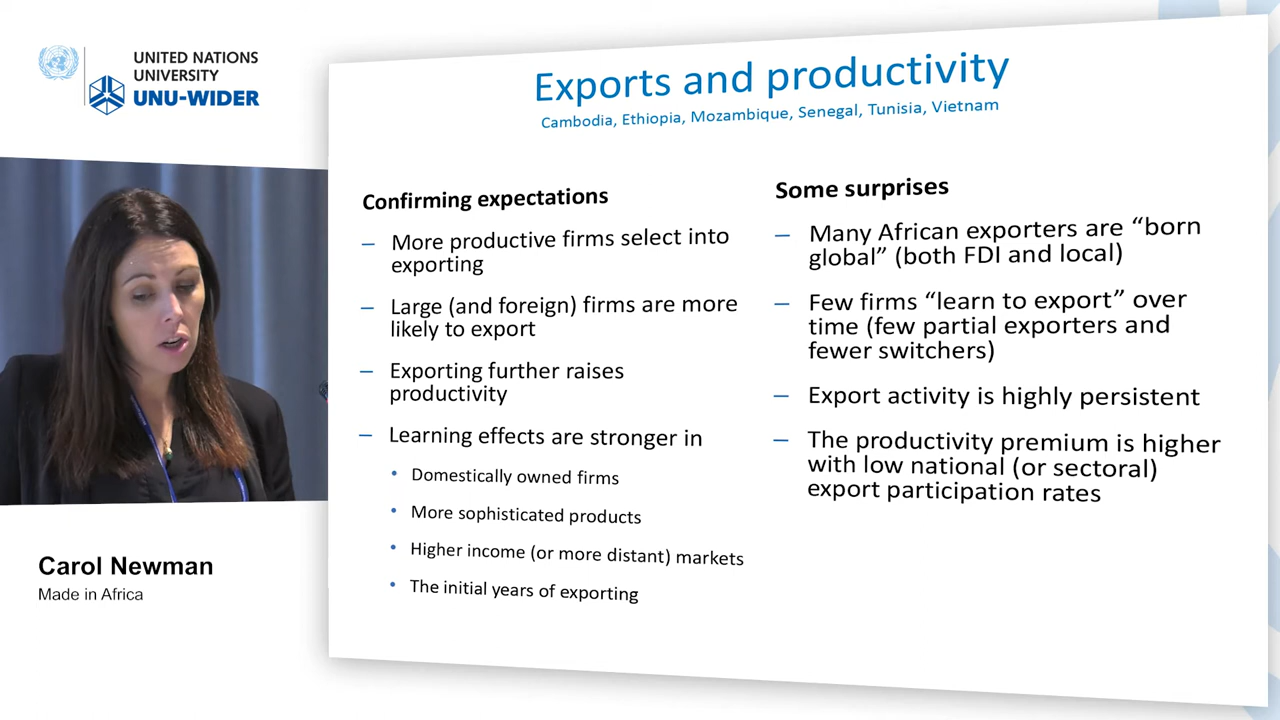 UNITED NATIONS
UNIVERSITY
UNU-WIDER
Exports and productivity
Cambodia, Ethiopia, Mozambique, Senegal, Tunisia, Vietnam
Confirming expectations
– More productive firms select into
exporting
– Large (and foreign) firms are more
likely to export
– Exporting further raises
productivity
– Learning effects are stronger in
• Domestically owned firms
• More sophisticated products
• Higher income (or more distant) markets
• The initial years of exporting
Some surprises
– Many African exporters are “born
global” (both FDI and local)
– Few firms “learn to export” over
time (few partial exporters and
fewer switchers)
– Export activity is highly persistent
– The productivity premium is higher
with low national (or sectoral)
export participation rates
Carol Newman
Made in Africa